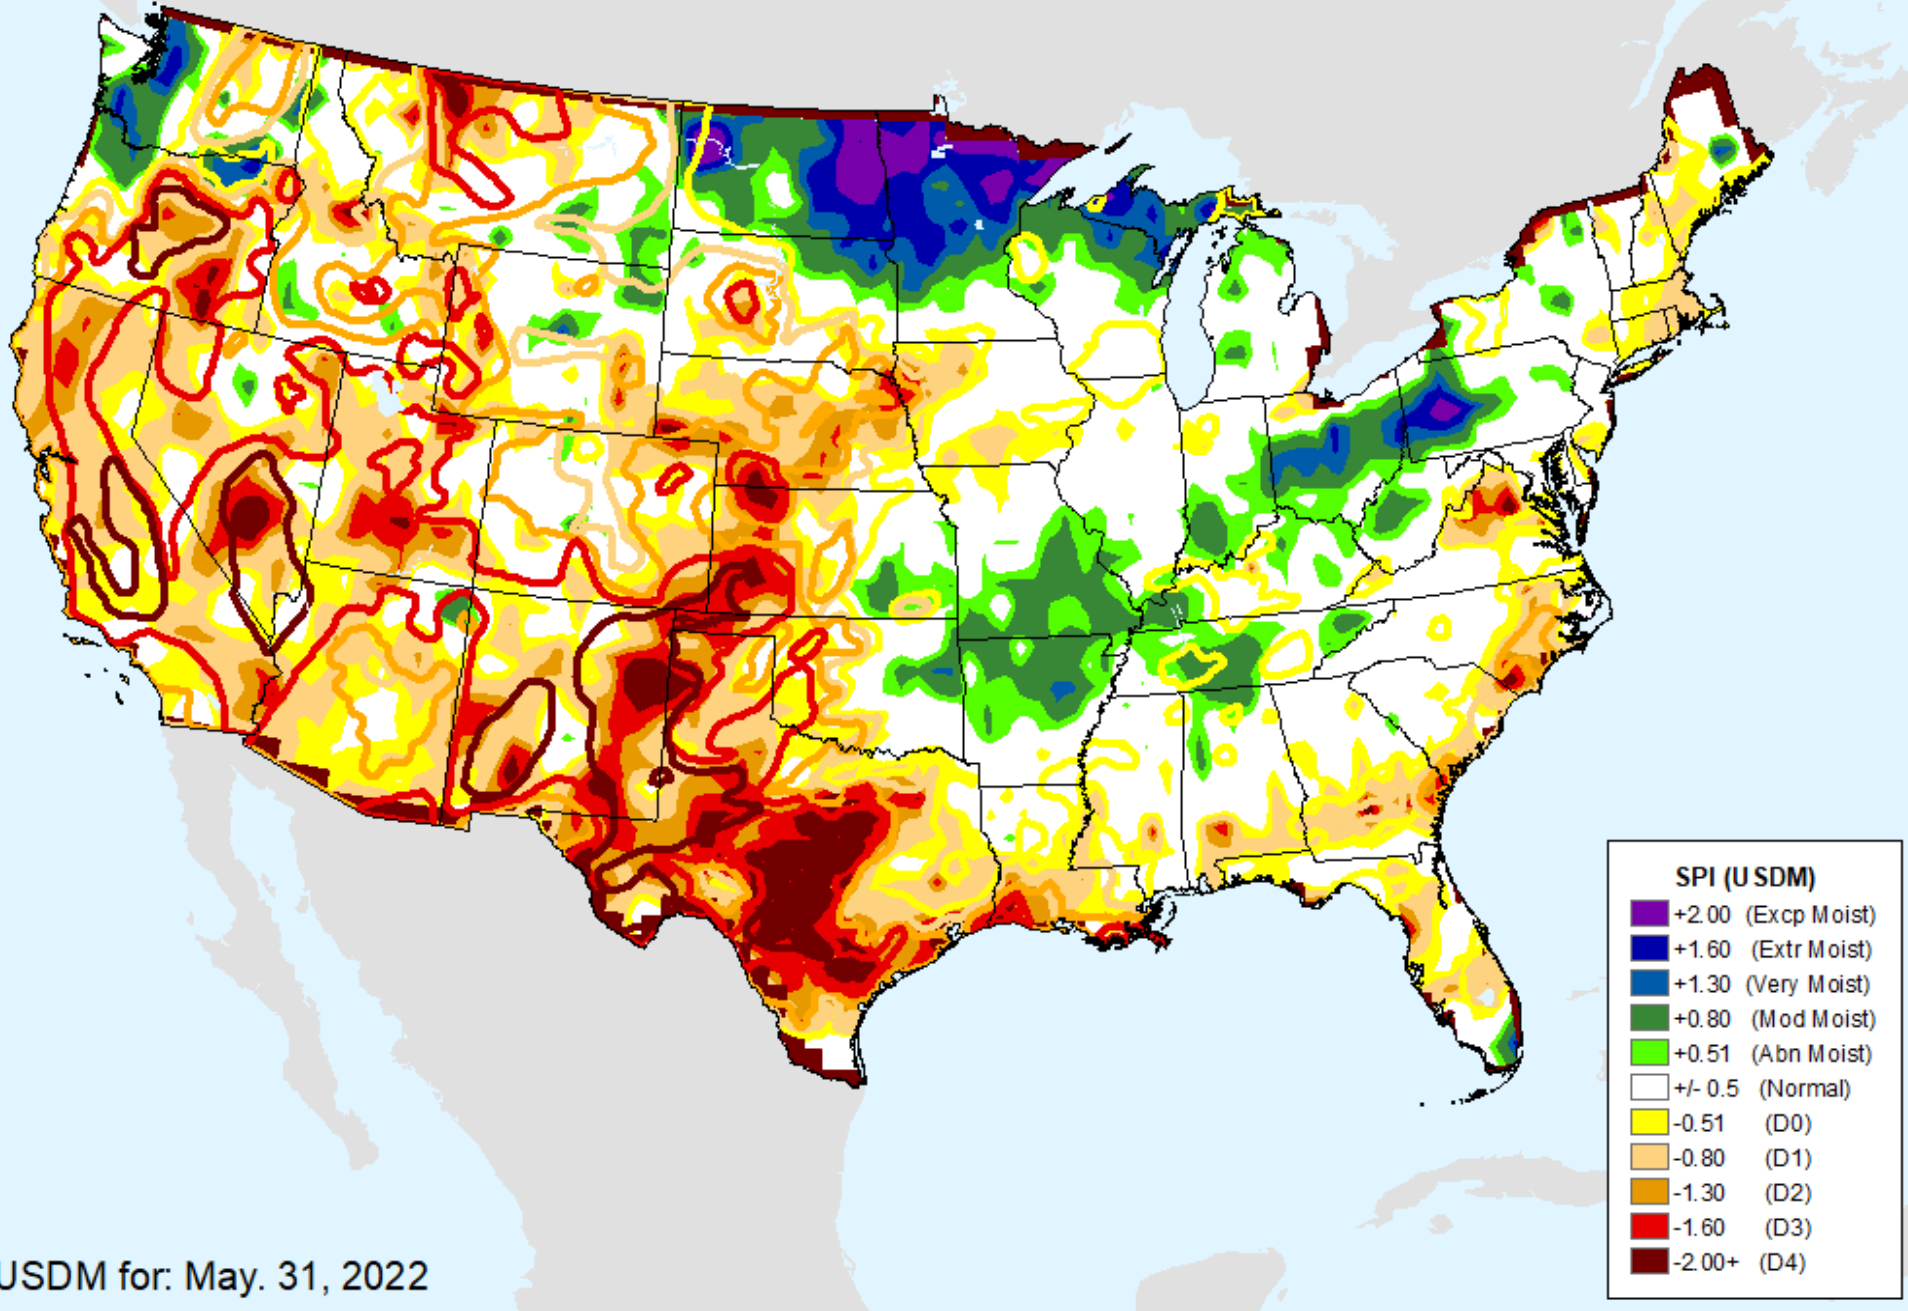 SPI (USDM)
+2.00 (Excp Moist)
+1.60 (Extr Moist)
+1.30 (Very Moist)
+0.80 (Mod Moist)
+0.51 (Abn Moist)
+/- 0.5 (Normal)
-0.51 (D0)
-0.80 (D1)
-1.30 (D2)
-1.60 (D3)
-2.00+ (D4)
USDM for: May. 31, 2022